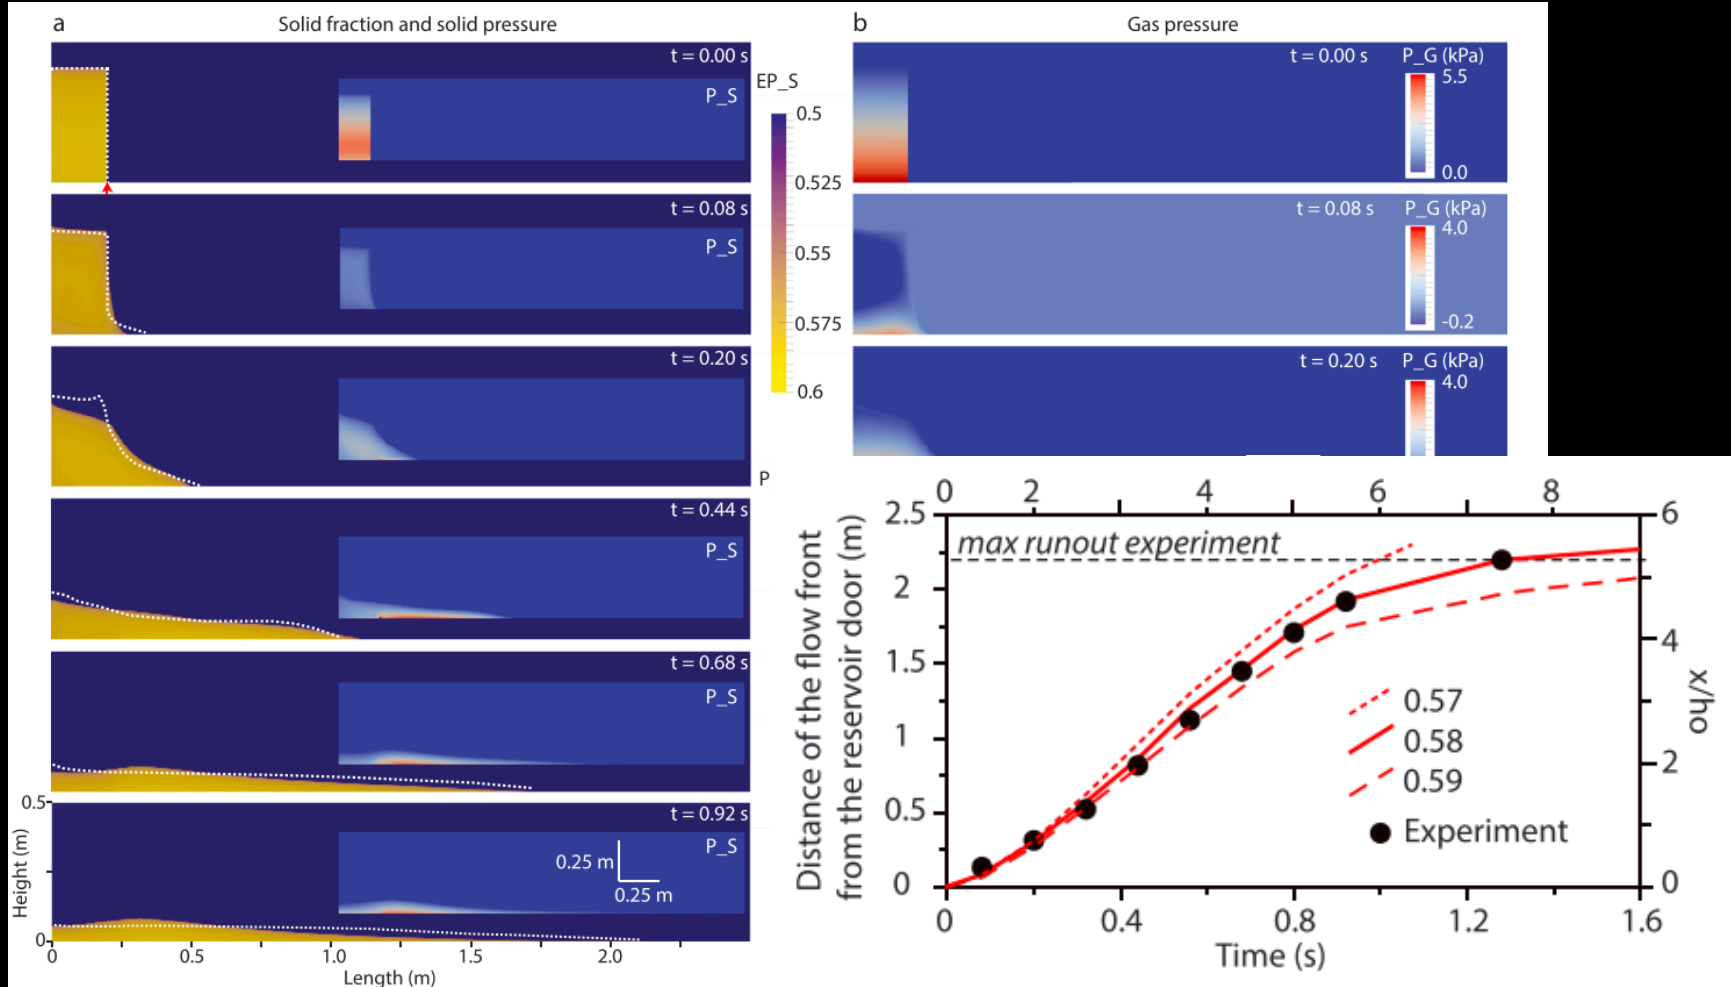 a
Solid fraction and solid pressure
t = 0.00 s
P_S
t = 0.08 s
P_S
t = 0.20 s
t = 0.44 s
P_S
t = 0.68 s
P_S
t = 0.92 s
P_S
0.25 m
0.25 m
EP_S
0.5
0.525
0.55
0.575
0.6
P
0.5
0
Height (m)
0
0.5
1.0
1.5
2.0
Length (m)
b
Gas pressure
t = 0.00 s
P_G (kPa)
5.5
0.0
t = 0.08 s
P_G (kPa)
4.0
-0.2
t = 0.20 s
P_G (kPa)
4.0
0 2 4 6 8
2.5
2
1.5
1
0.5
0
Distance of the flow front
from the reservoir door (m)
max runout experiment
0.57
0.58
0.59
Experiment
6
4
2
0
x/ho
0 0.4 0.8 1.2 1.6
Time (s)